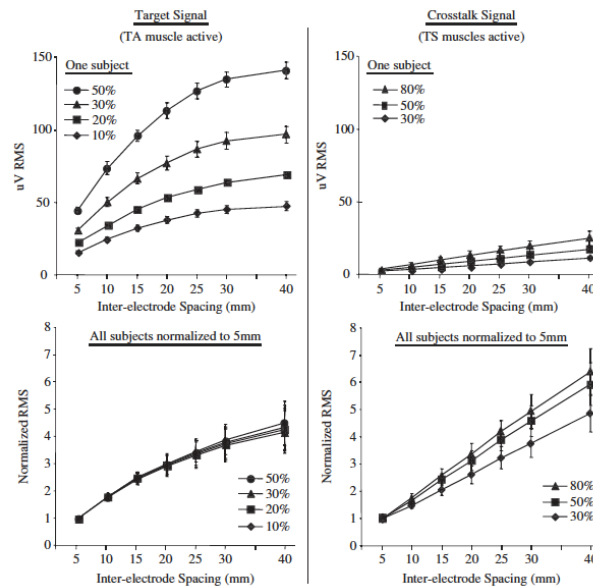 Target Signal
(TA muscle active)
One subject
50%
30%
20%
10%
150
100
50
0
uV RMS
5 10 15 20 25 30 40
Inter-electrode Spacing (mm)
Crosstalk Signal
(TS muscles active)
One subject
80%
50%
30%
150
100
50
0
uV RMS
5 10 15 20 25 30 40
Inter-electrode Spacing (mm)
All subjects normalized to 5mm
8
7
6
5
4
3
2
1
0
Normalized RMS
50%
30%
20%
10%
5 10 15 20 25 30 40
Inter-electrode Spacing (mm)
All subjects normalized to 5mm
8
7
6
5
4
3
2
1
0
Normalized RMS
80%
50%
30%
5 10 15 20 25 30 40
Inter-electrode Spacing (mm)